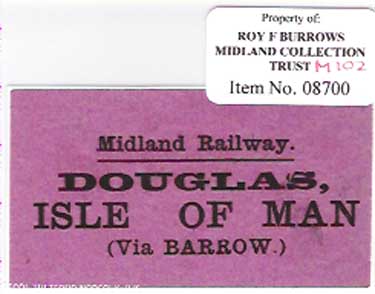 Property of:
ROY F BURROWS
MIDLAND COLLECTION
TRUST M102
Item No. 08700
Midland Railway.
DOUGLAS,
ISLE OF MAN
(Via BARROW.)